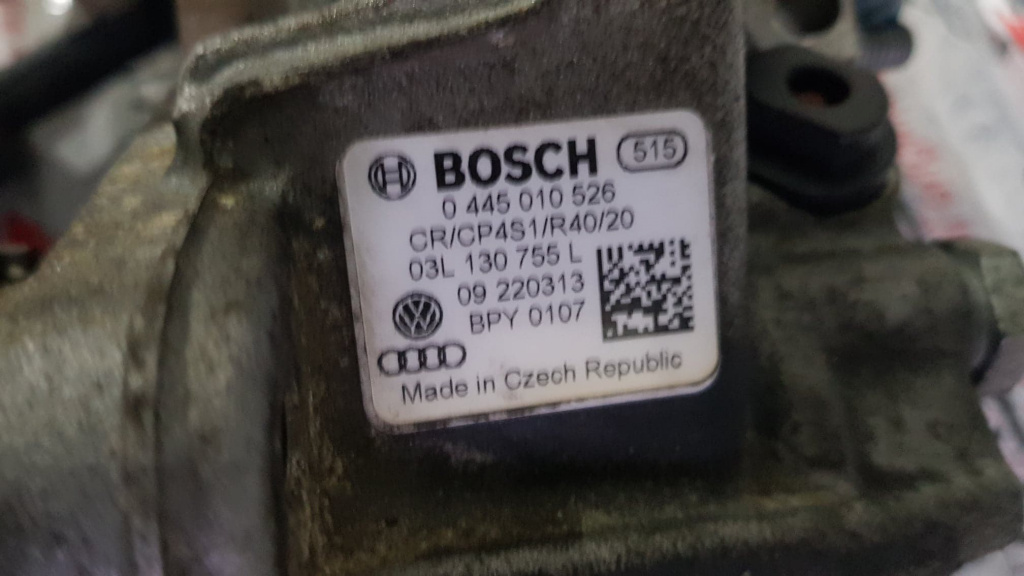 BOSCH 515
0 445 010 526
CR/CP4S1/R40/20
03L 130 755 L
09 220313
BPY 0107
Made in Czech Republic